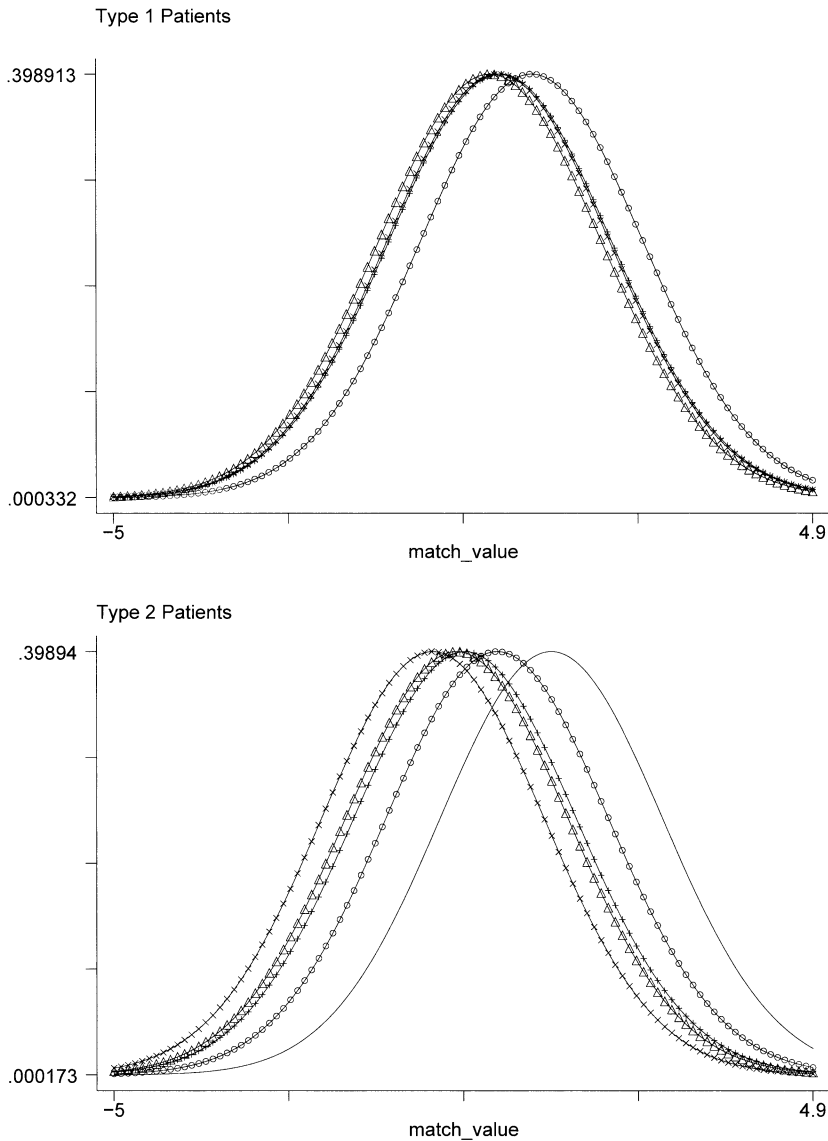 Type 1 Patients
.398913
.000332
−5
4.9
match_value
Type 2 Patients
.39894
.000173
−5
4.9
match_value